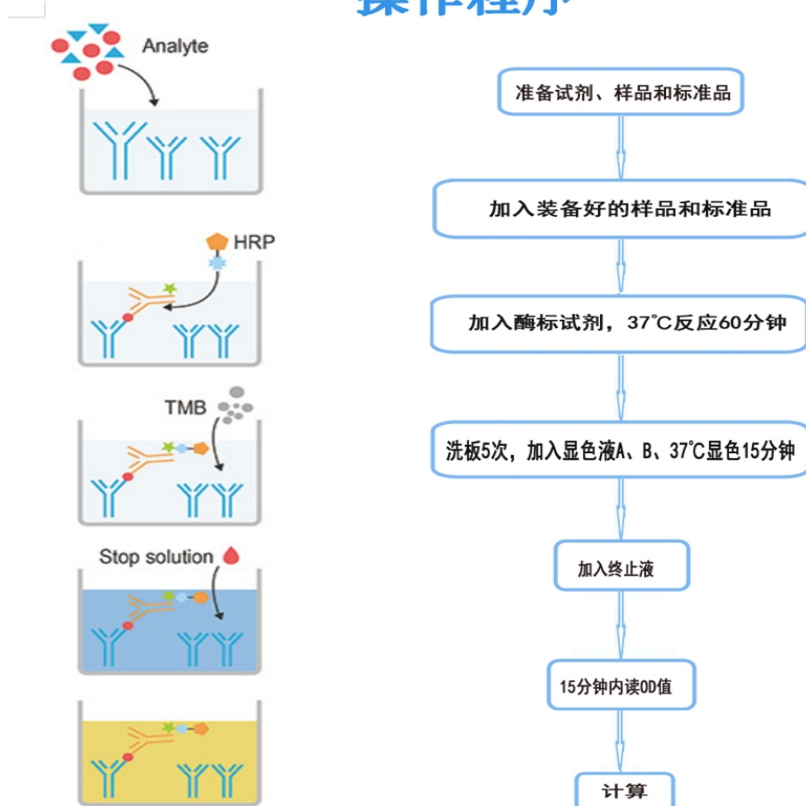 操作程序
Analyte
HRP
TMB
Stop solution
准备试剂、样品和标准品
加入装备好的样品和标准品
加入酶标试剂，37℃反应60分钟
洗板5次，加入显色液A、B、37℃显色15分钟
加入终止液
15分钟内读OD值
计算